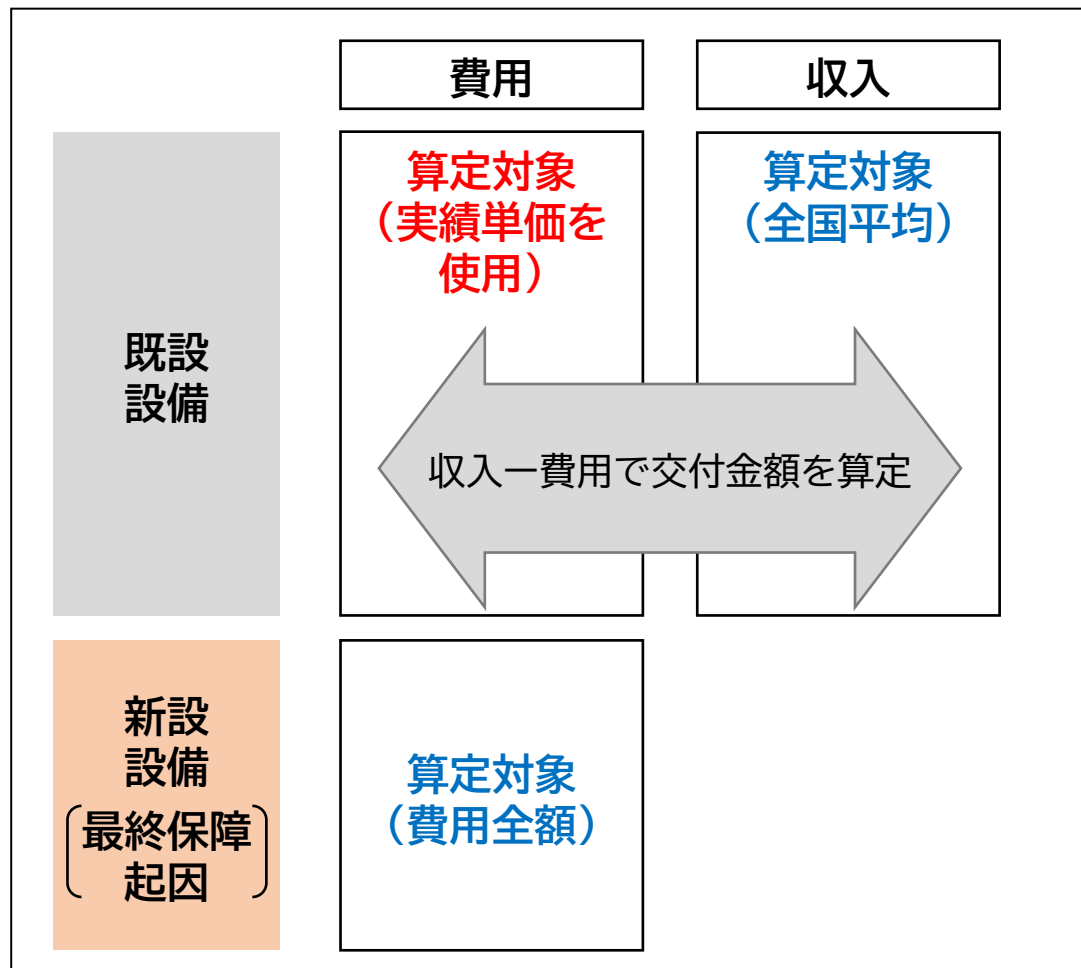 費用
収入
既設
設備
算定対象
（実績単価を
使用）
算定対象
（全国平均）
収入ー費用で交付金額を算定
新設
設備
最終保障
起因
算定対象
（費用全額）